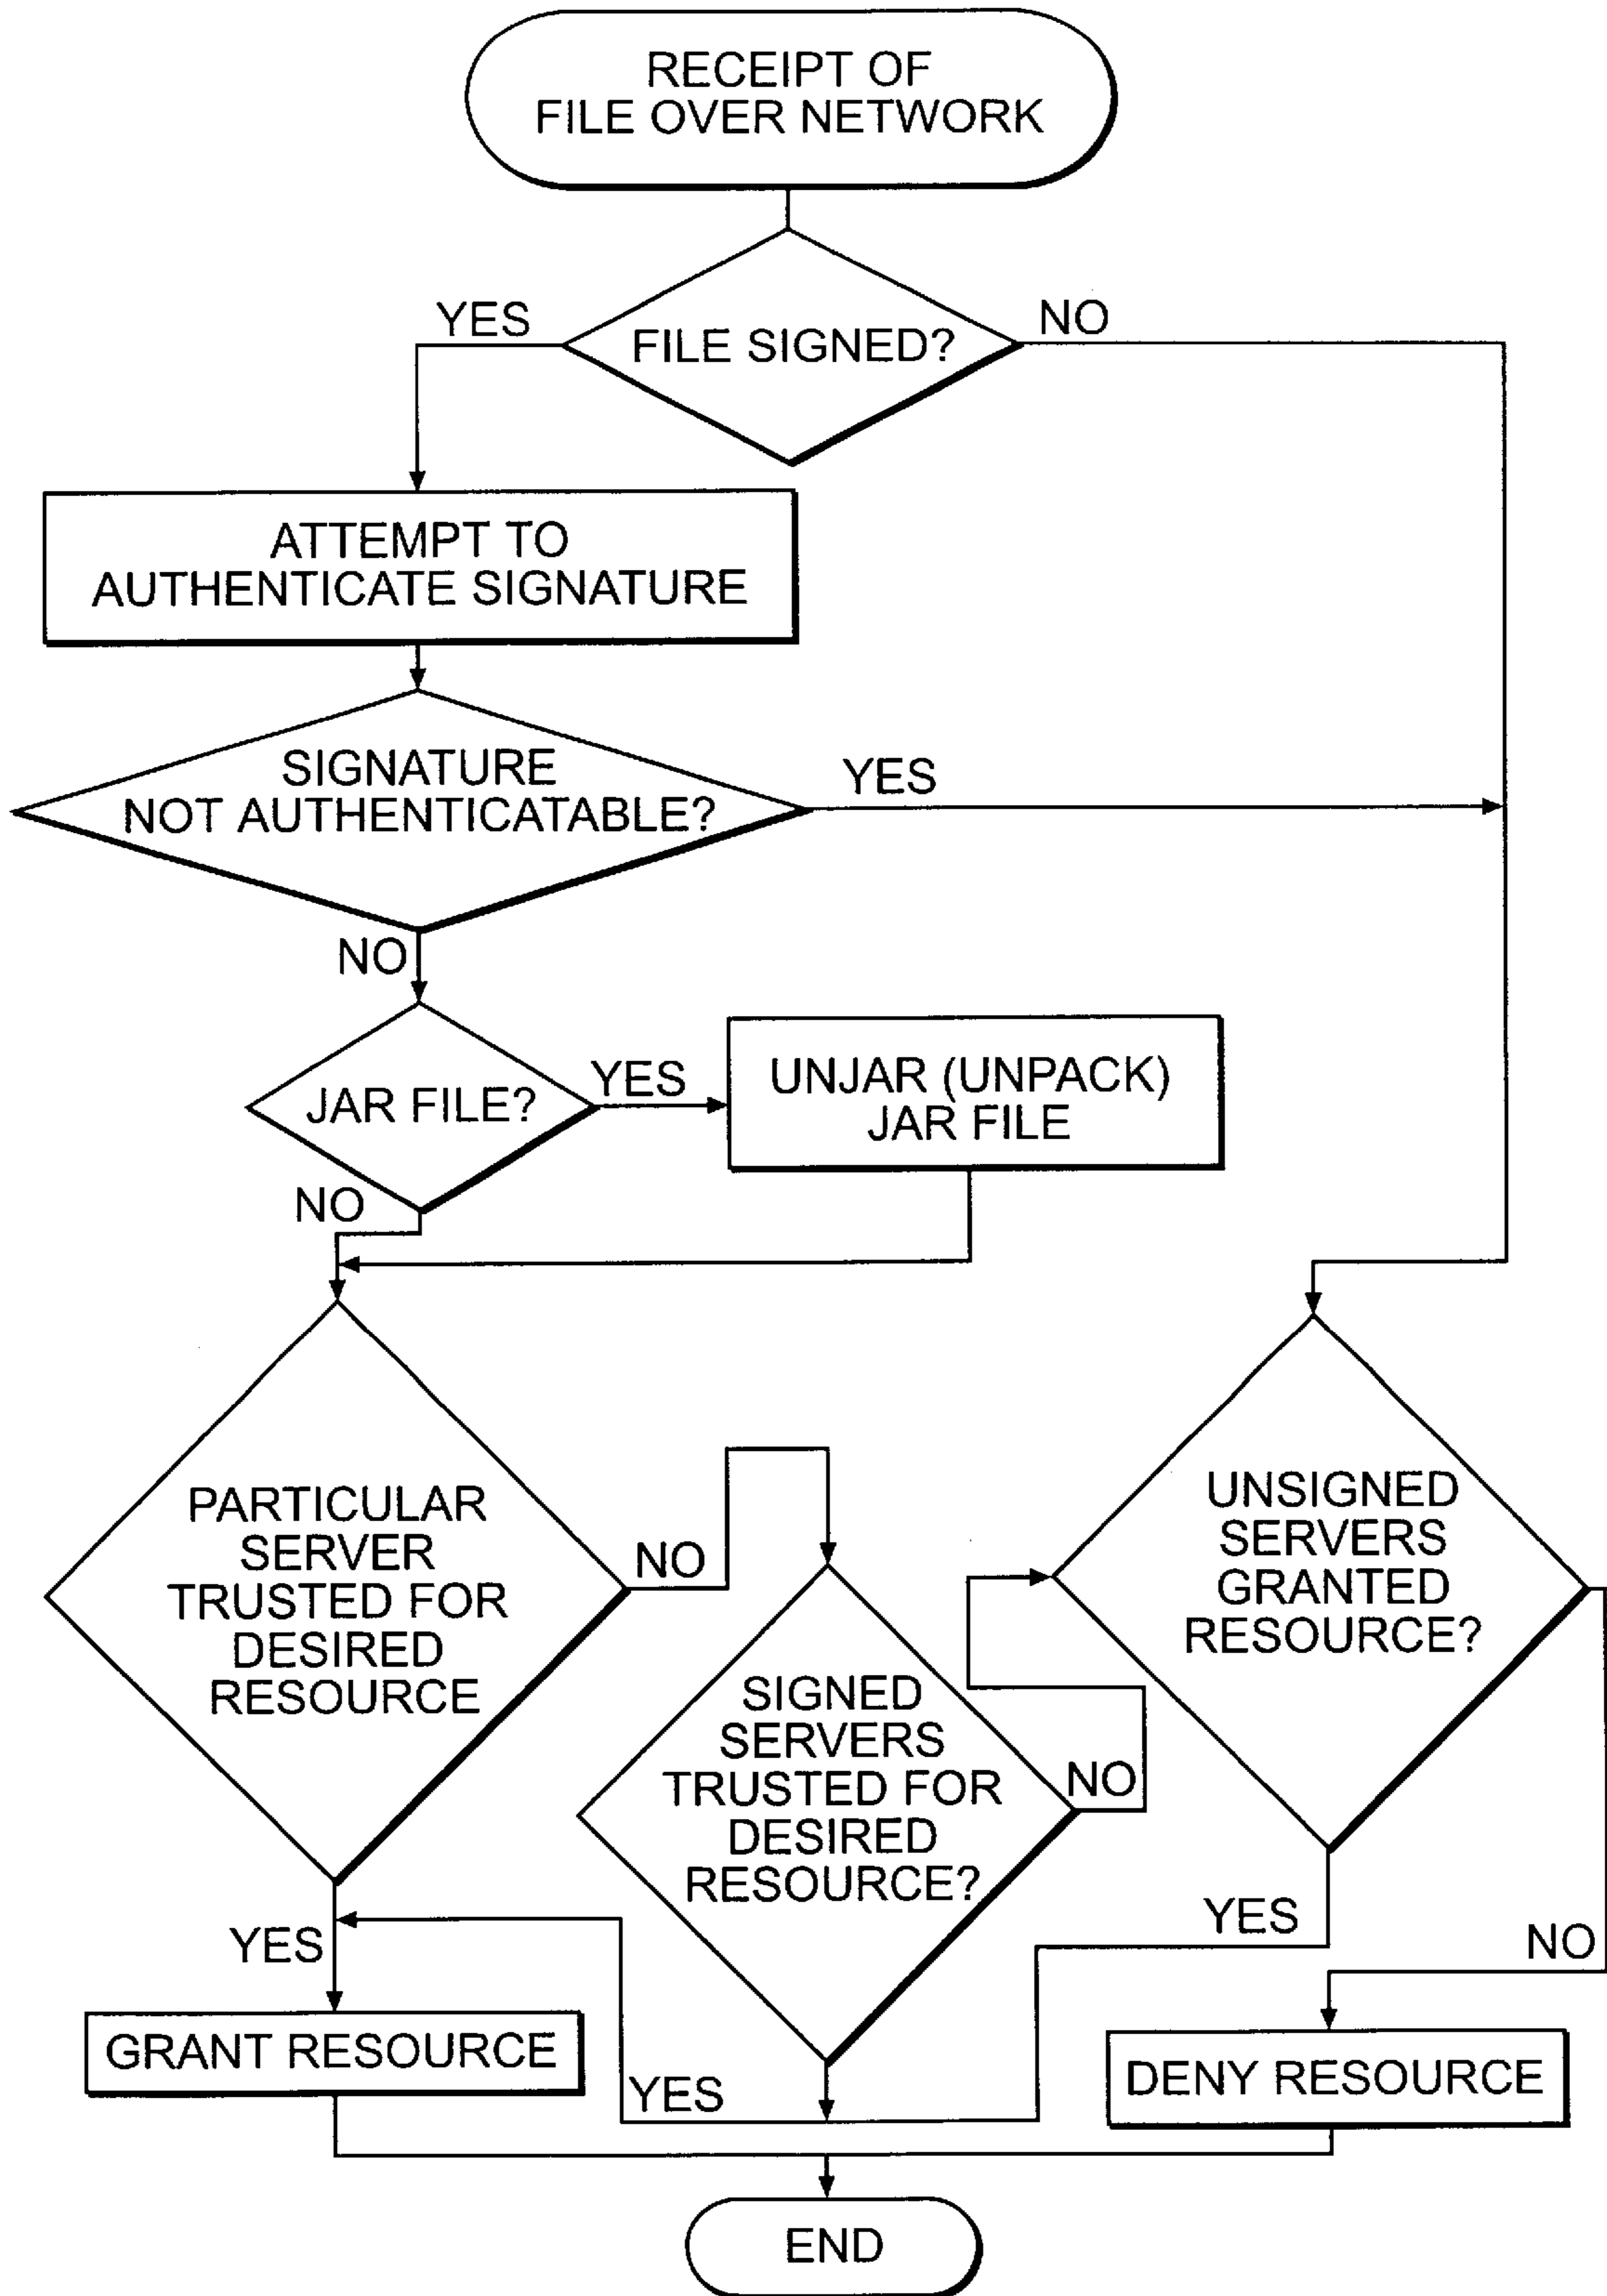 RECEIPT OF
FILE OVER NETWORK
YES
NO
FILE SIGNED?
ATTEMPT TO
AUTHENTICATE SIGNATURE
SIGNATURE
NOT AUTHENTICATABLE?
YES
NO
JAR FILE?
YES
UNJAR (UNPACK)
JAR FILE
NO
PARTICULAR
SERVER
TRUSTED FOR
DESIRED
RESOURCE
NO
SIGNED
SERVERS
TRUSTED FOR
DESIRED
RESOURCE?
NO
UNSIGNED
SERVERS
GRANTED
RESOURCE?
YES
YES
NO
GRANT RESOURCE
YES
DENY RESOURCE
END